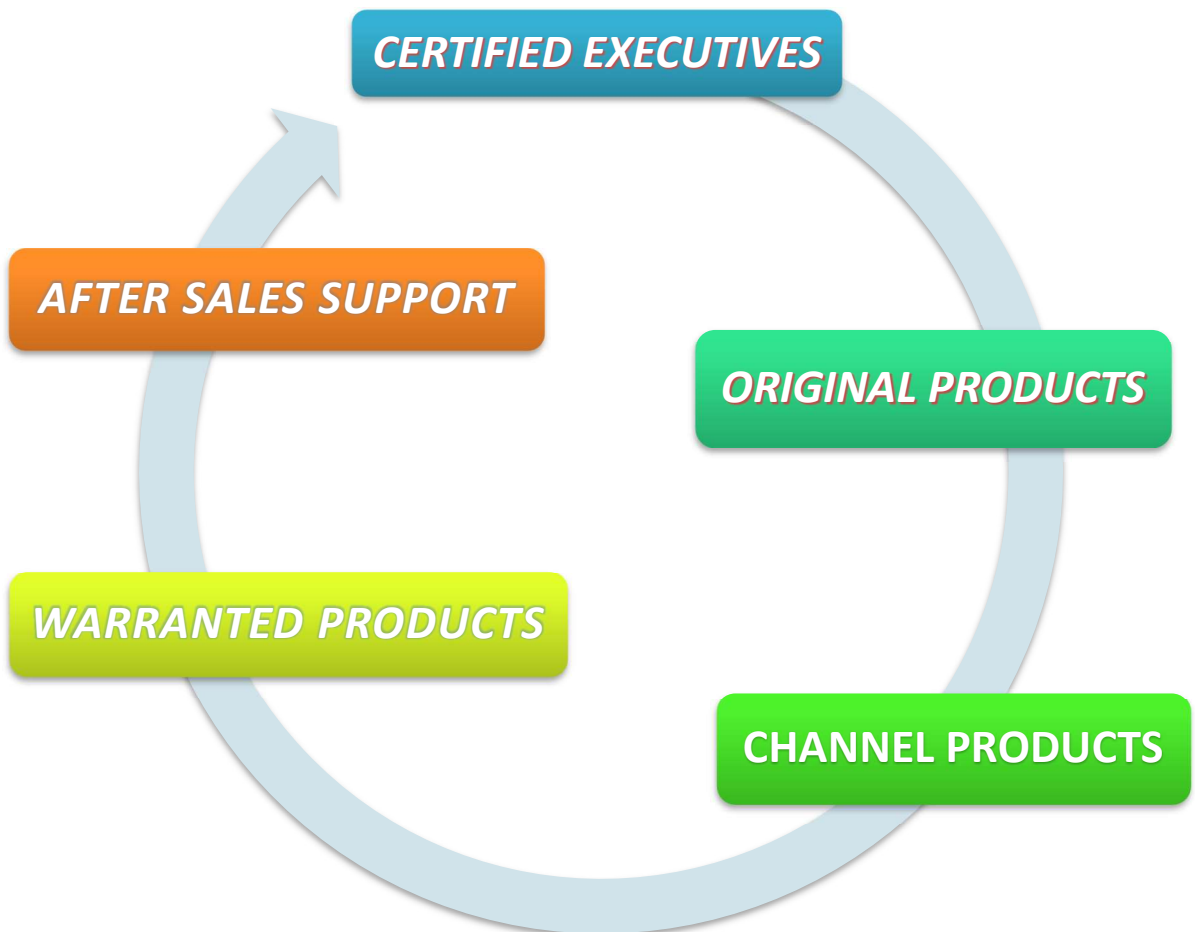 CERTIFIED EXECUTIVES
ORIGINAL PRODUCTS
CHANNEL PRODUCTS
WARRANTED PRODUCTS
AFTER SALES SUPPORT